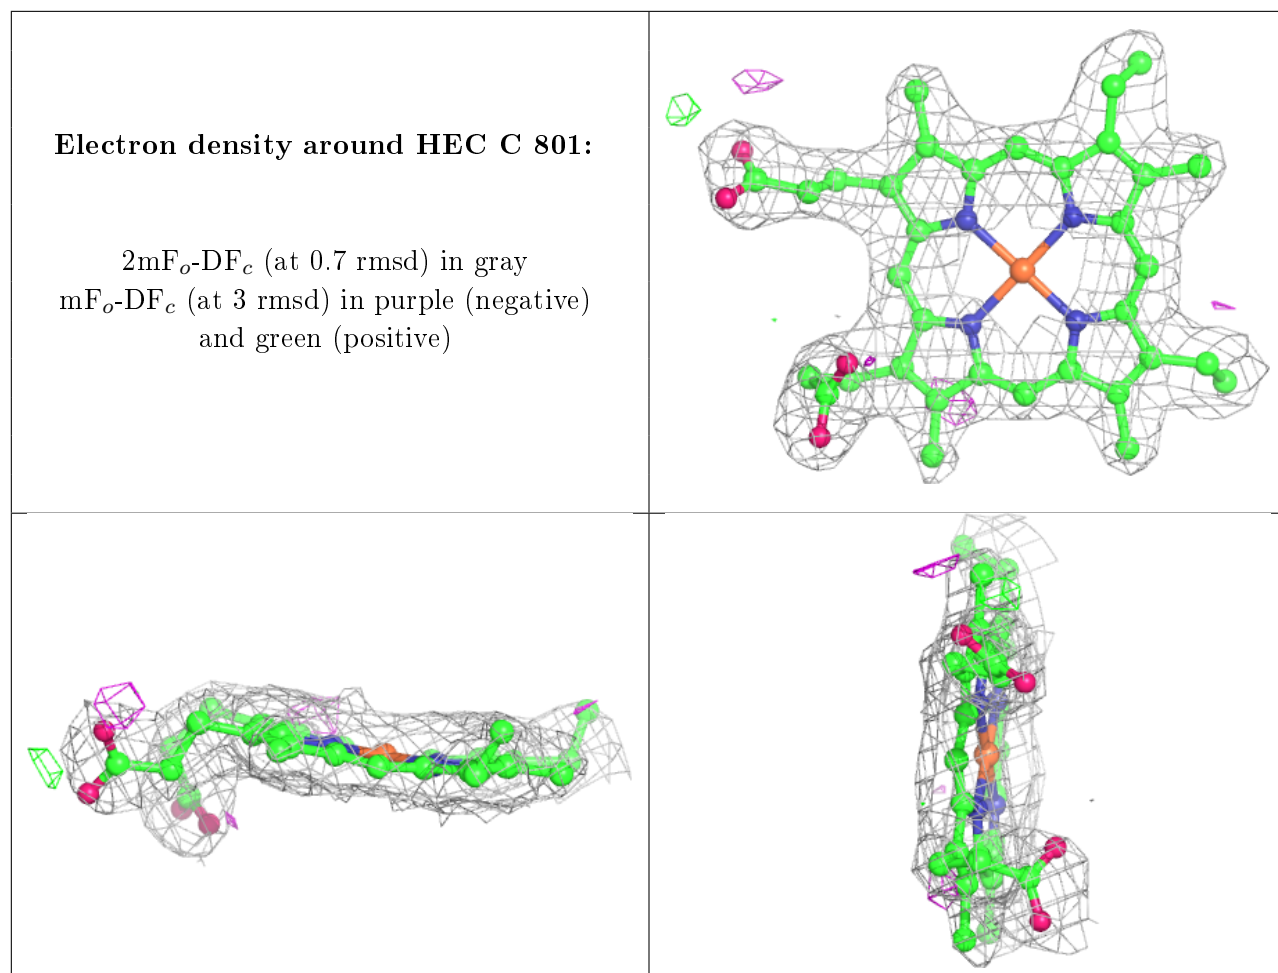 Electron density around HEC C 801:
2mFo-DFc (at 0.7 rmsd) in gray
mFo-DFc (at 3 rmsd) in purple (negative)
and green (positive)